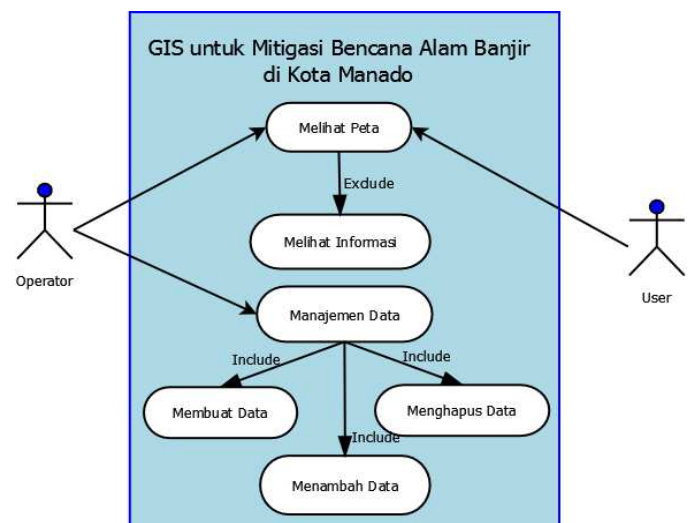 GIS untuk Mitigasi Bencana Alam Banjir
di Kota Manado
Melihat Peta
Exclude
Melihat Informasi
Operator
User
Manajemen Data
Include
Include
Membuat Data
Menghapus Data
Include
Menambah Data